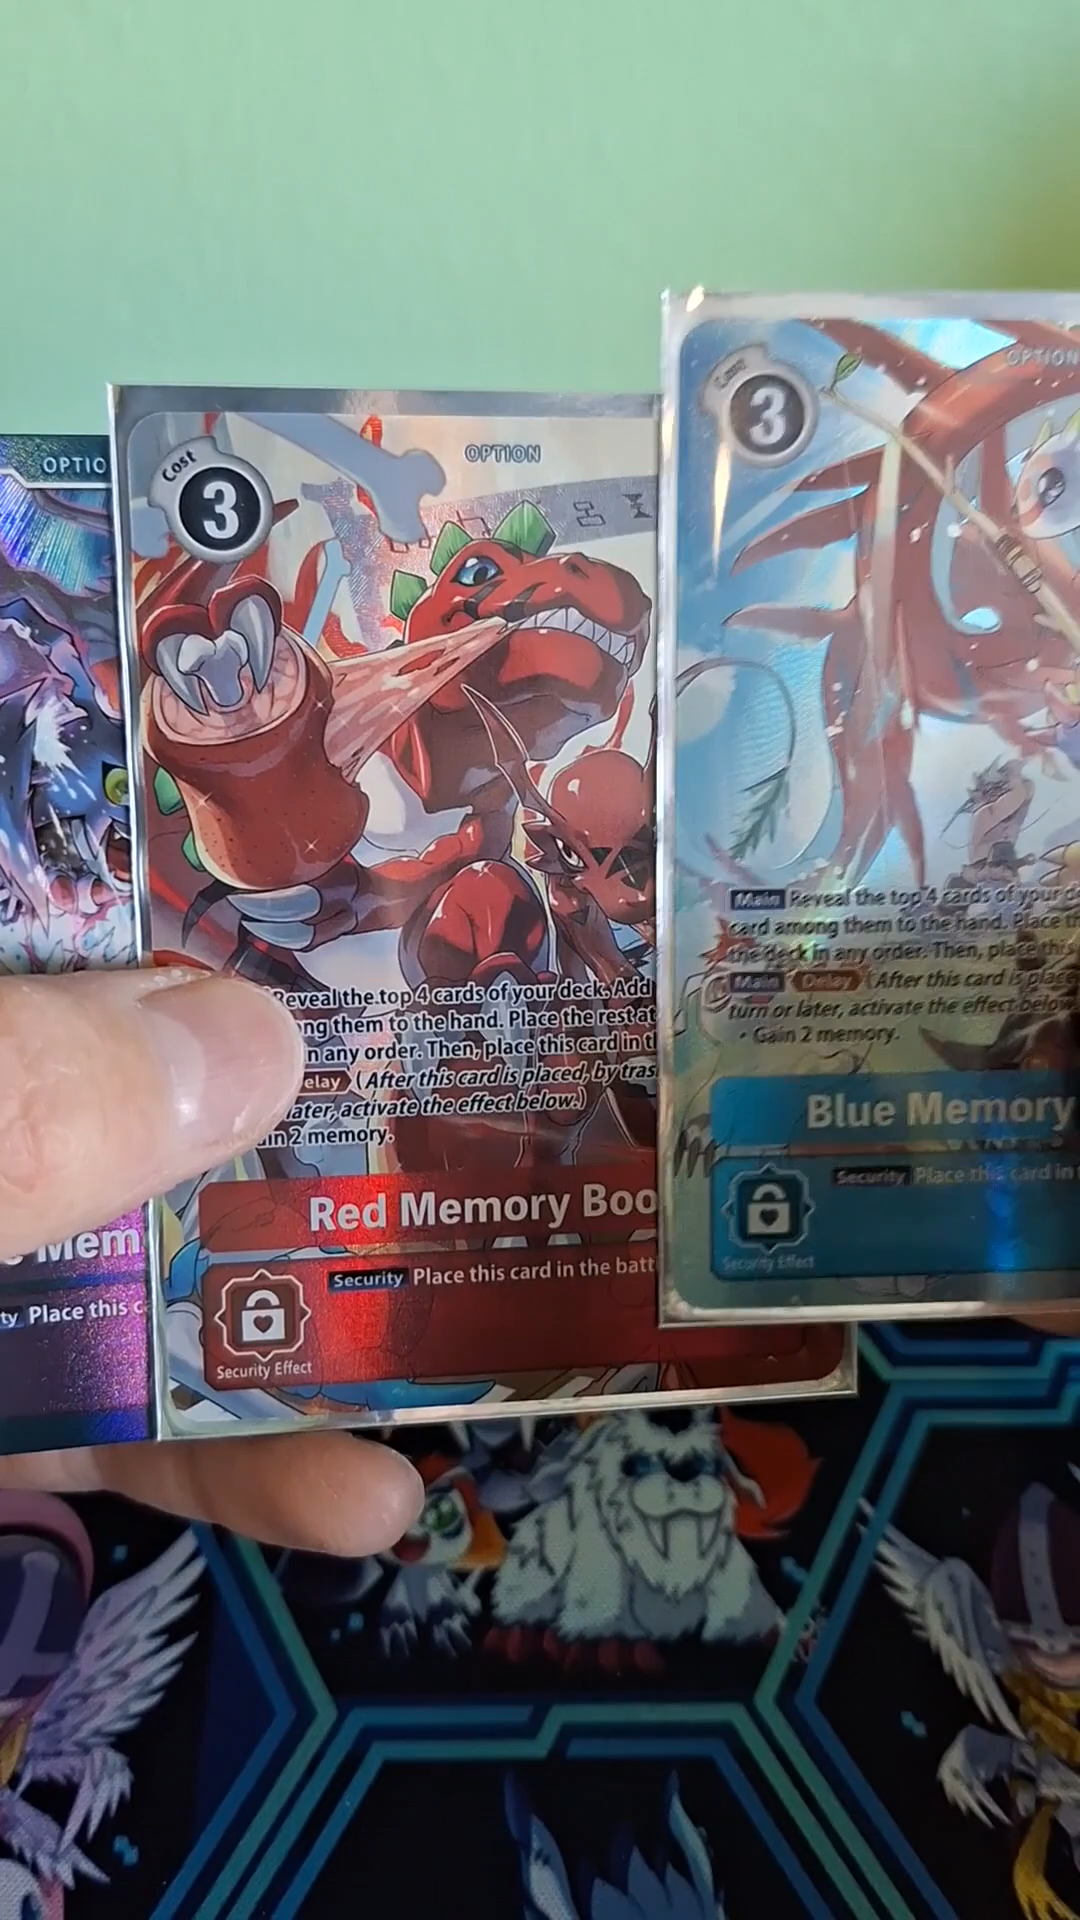 OPTIO
Mem
ty Place this c
Cost
3
OPTION
Reveal the top 4 cards of your deck. Add
ng them to the hand. Place the rest at
n any order. Then, place this card in t
elay (After this card is placed, by tras
later, activate the effect below.)
in 2 memory.
Red Memory Boo
Security Place this card in the batt
Security Effect
Cost
3
OPTION
Main Reveal the top 4 cards of your d
card among them to the hand. Place th
the deck in any order. Then, place this
Main Delay (After this card is place
turn or later, activate the effect below
• Gain 2 memory.
Blue Memory
Security Place this card in
Security Effect